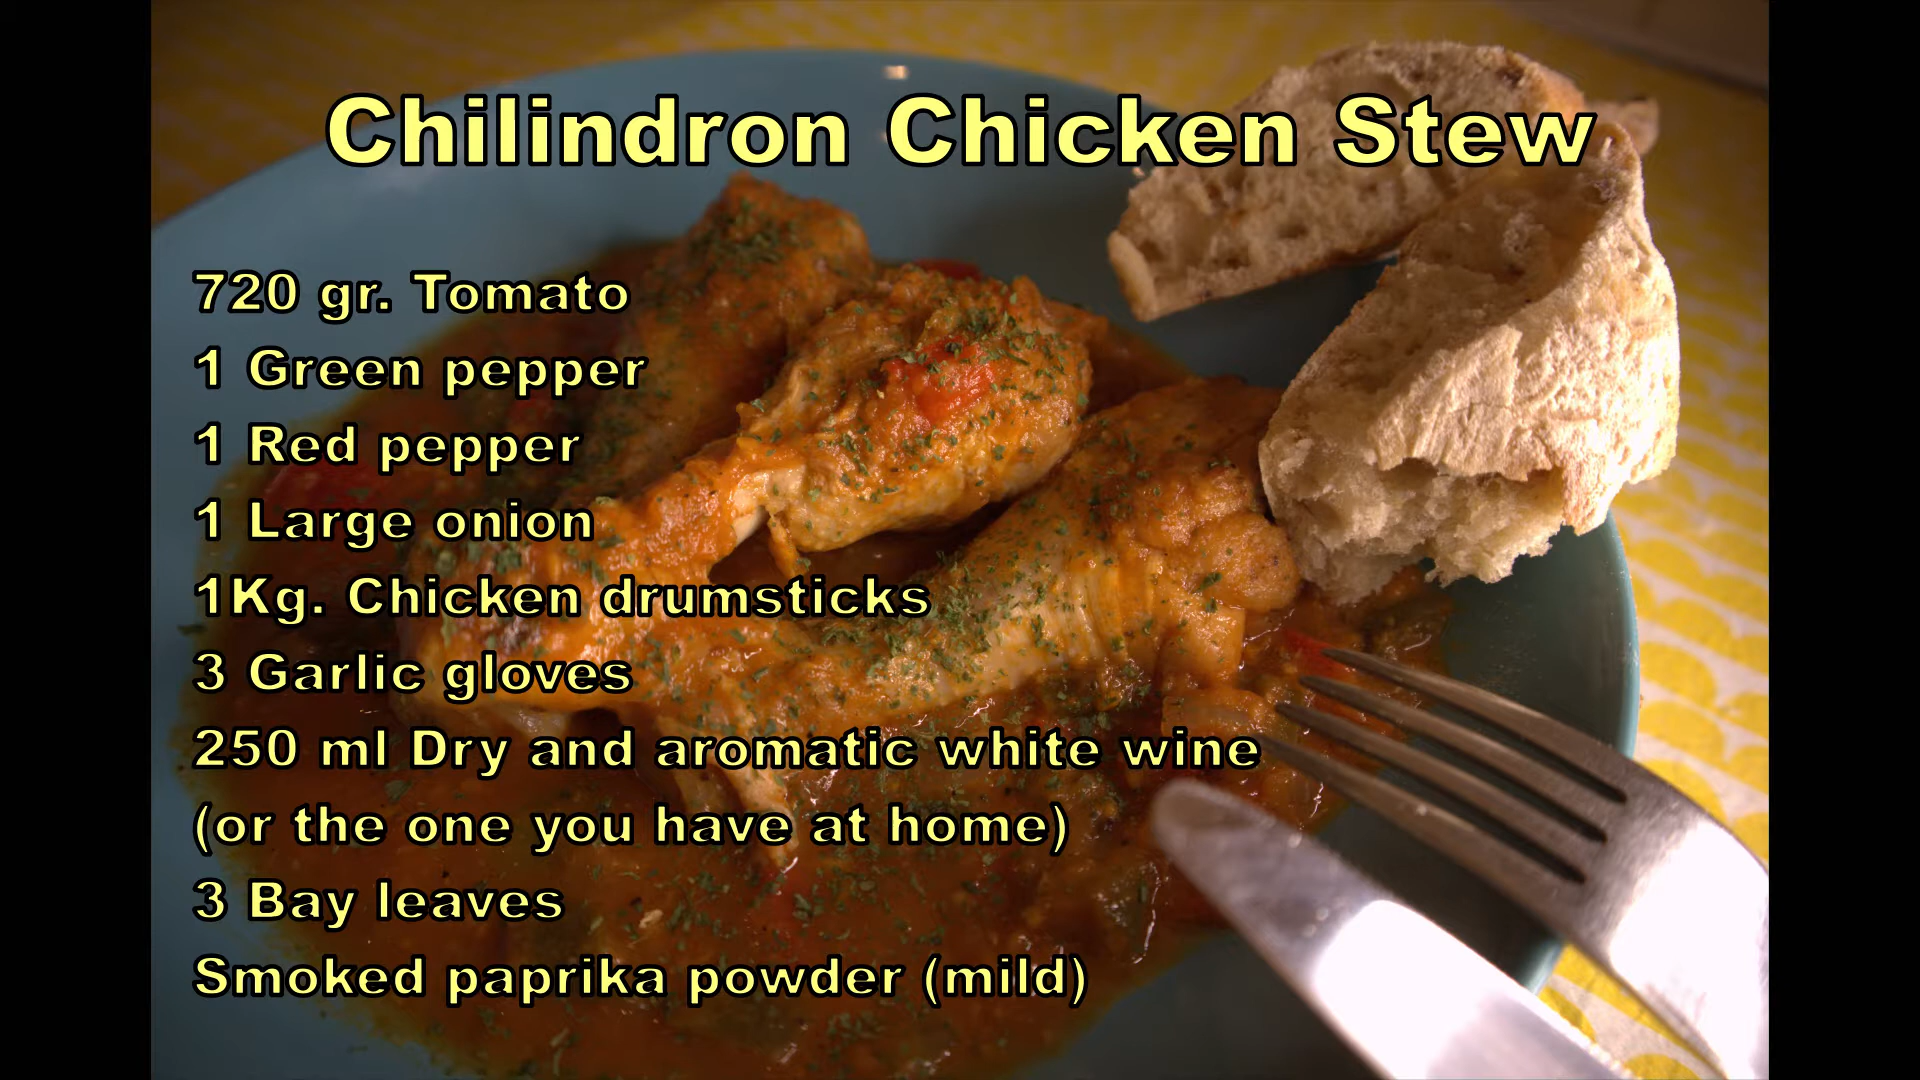 Chilindron Chicken Stew
720 gr. Tomato
1 Green pepper
1 Red pepper
1 Large onion
1Kg. Chicken drumsticks
3 Garlic gloves
250 ml Dry and aromatic white wine
(or the one you have at home)
3 Bay leaves
Smoked paprika powder (mild)